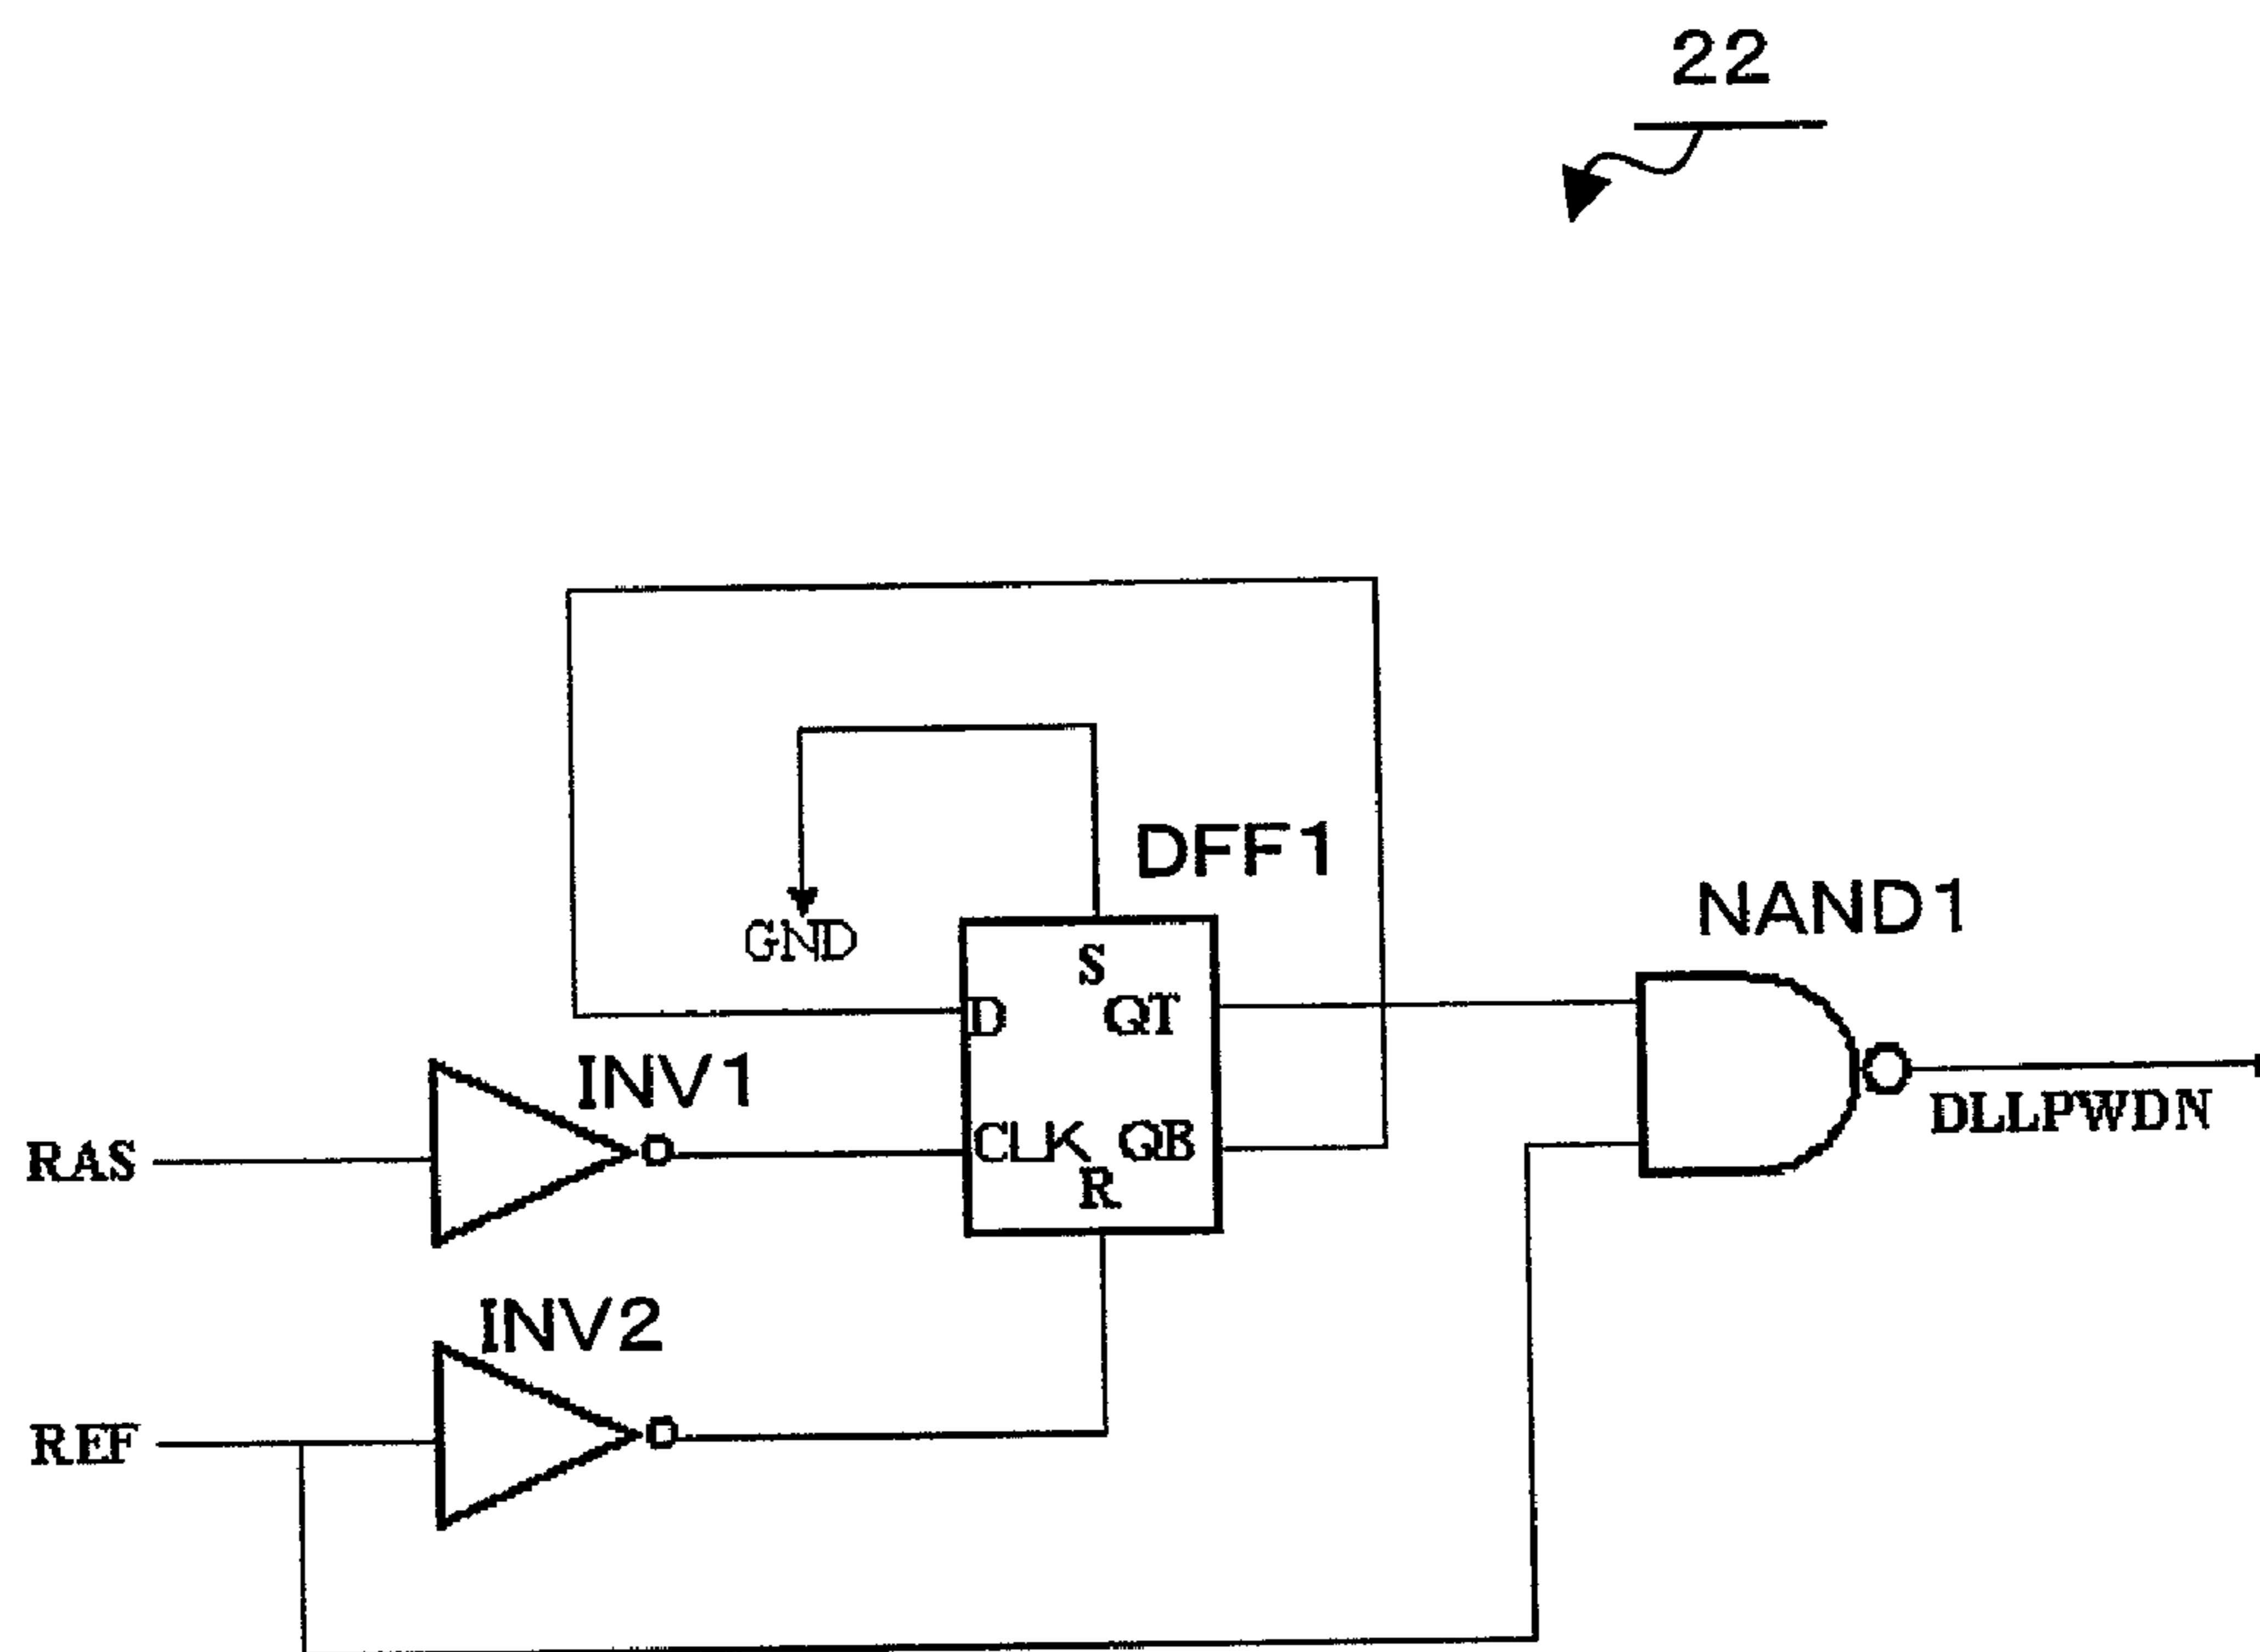 22
DFF1
GND
NAND1
S
D
QT
INV1
CLK
QB
RAS
DLLPWDN
R
INV2
REF